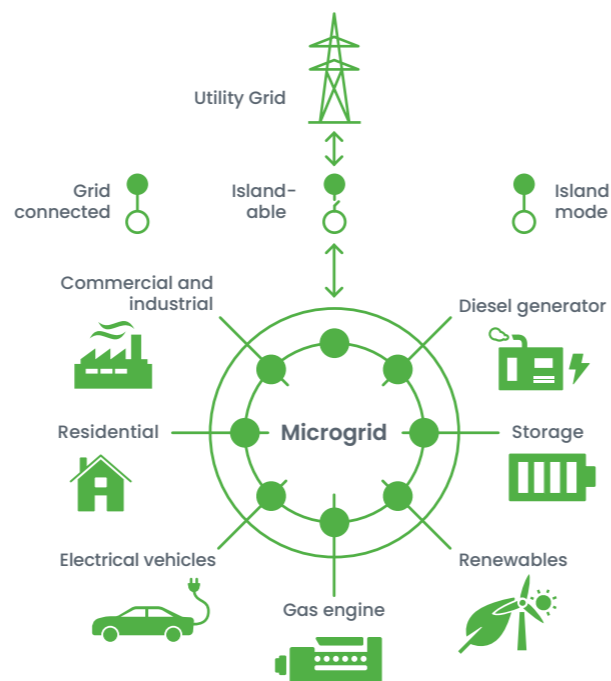 Utility Grid
Grid
connected
Island-
able
Island
mode
Commercial and
industrial
Diesel generator
Residential
Microgrid
Storage
Electrical vehicles
Renewables
Gas engine